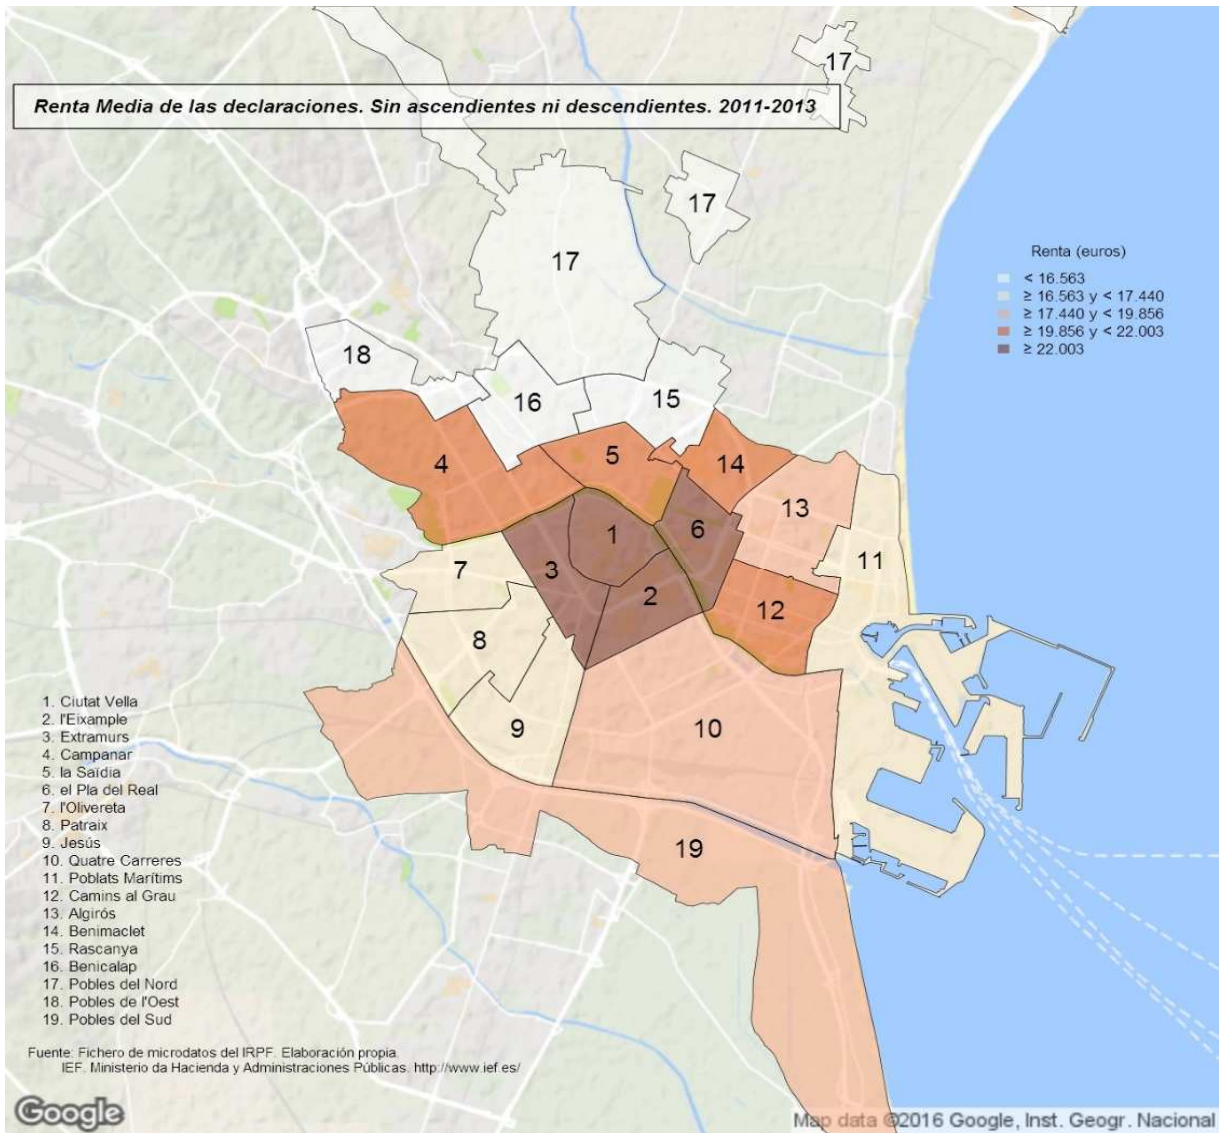 17
Renta Media de las declaraciones. Sin ascendientes ni descendientes. 2011-2013
17
17
Renta (euros)
< 16.563
≥ 16.563 y < 17.440
≥ 17.440 y < 19.856
≥ 19.856 y < 22.003
≥ 22.003
18
16
15
4
5
14
13
6
1
11
3
7
2
12
8
9
10
19
1. Ciutat Vella
2. l'Eixample
3. Extramurs
4. Campanar
5. la Saïdia
6. el Pla del Real
7. l'Olivereta
8. Patraix
9. Jesús
10. Quatre Carreres
11. Poblats Marítims
12. Camins al Grau
13. Algirós
14. Benimaclet
15. Rascanya
16. Benicalap
17. Pobles del Nord
18. Pobles de l'Oest
19. Pobles del Sud
Fuente: Fichero de microdatos del IRPF. Elaboración propia.
IEF. Ministerio da Hacienda y Administraciones Públicas. http://www.ief.es/
Google
Map data ©2016 Google, Inst. Geogr. Nacional